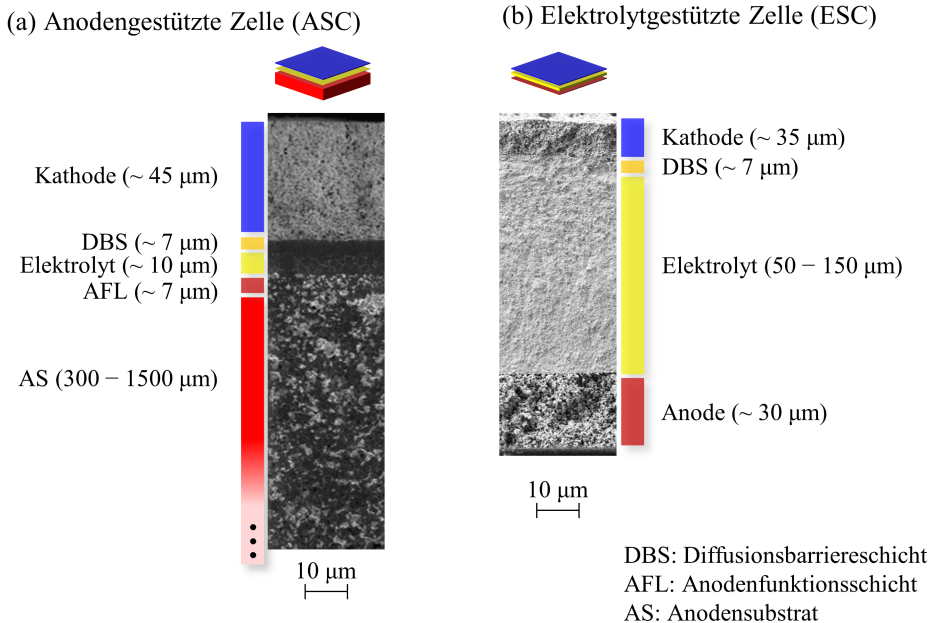 (a) Anodengestützte Zelle (ASC)
Kathode (~ 45 μm)
DBS (~ 7 μm)
Elektrolyt(~ 10 μm)
AFL (~ 7 μm)
AS (300 − 1500 μm)
10 μm
(b) Elektrolytgestützte Zelle (ESC)
Kathode (~ 35 μm)
DBS (~ 7 μm)
Elektrolyt (50 − 150 μm)
Anode (~ 30 μm)
10 μm
DBS: Diffusionsbarriereschicht
AFL: Anodenfunktionsschicht
AS: Anodensubstrat